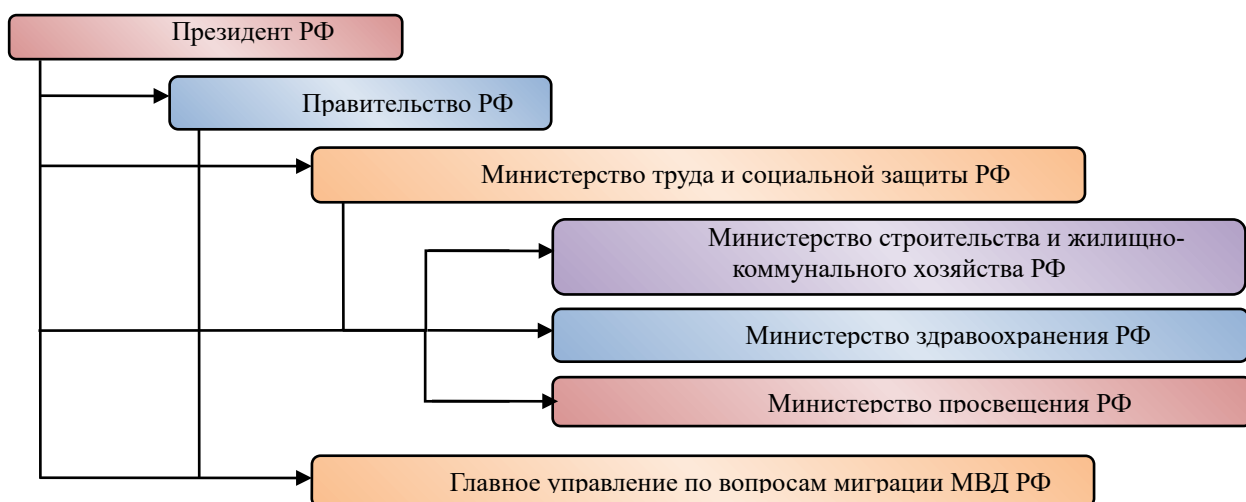 Президент РФ
Правительство РФ
Министерство труда и социальной защиты РФ
Министерство строительства и жилищно-
коммунального хозяйства РФ
Министерство здравоохранения РФ
Министерство просвещения РФ
Главное управление по вопросам миграции МВД РФ